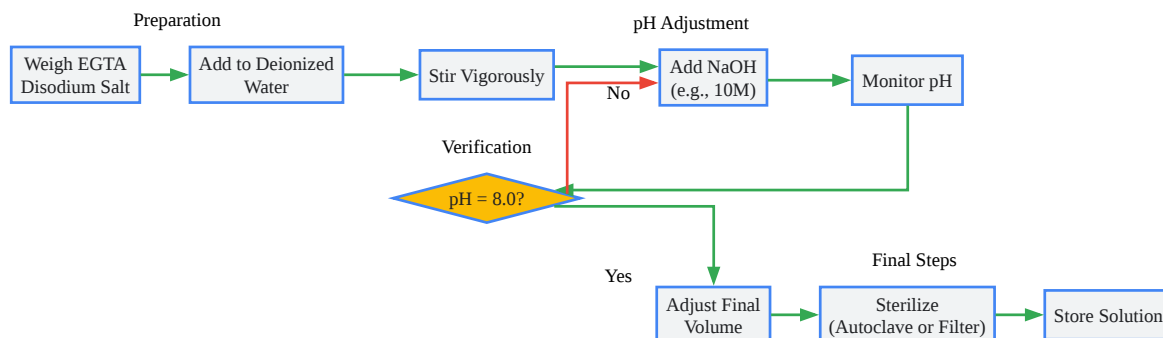 Preparation
pH Adjustment
Weigh EGTA
Disodium Salt
Add to Deionized
Water
Stir Vigorously
Add NaOH
(e.g., 10M)
Monitor pH
No
Verification
pH = 8.0?
Yes
Final Steps
Adjust Final
Volume
Sterilize
(Autoclave or Filter)
Store Solution